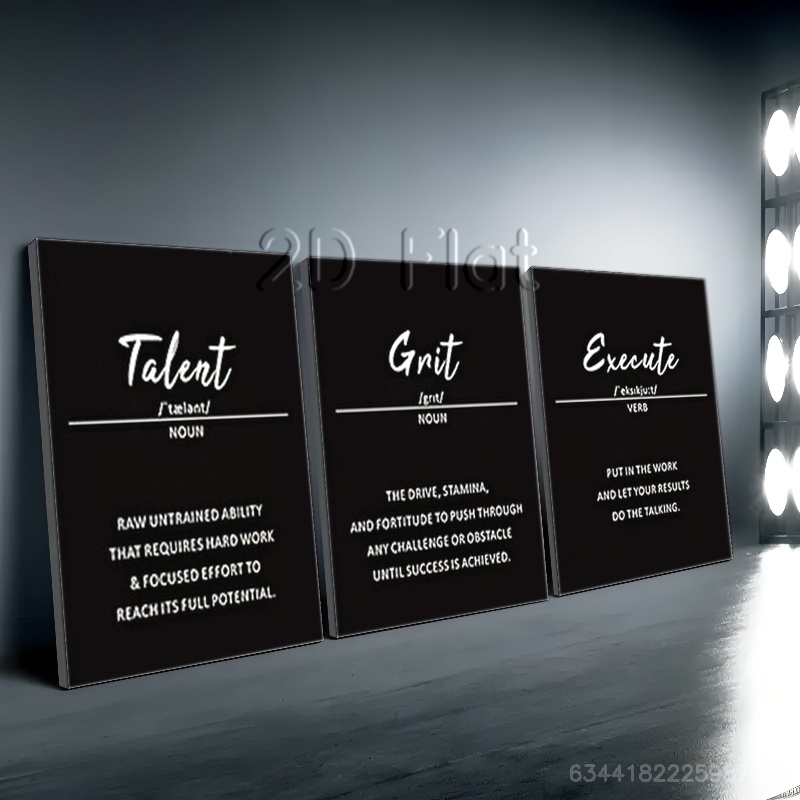 2D Flat
Talent
/ˈtælənt/
NOUN
RAW UNTRAINED ABILITY
THAT REQUIRES HARD WORK
& FOCUSED EFFORT TO
REACH ITS FULL POTENTIAL.
Grit
/grɪt/
NOUN
THE DRIVE, STAMINA,
AND FORTITUDE TO PUSH THROUGH
ANY CHALLENGE OR OBSTACLE
UNTIL SUCCESS IS ACHIEVED.
Execute
/ˈeksɪkjuːt/
VERB
PUT IN THE WORK
AND LET YOUR RESULTS
DO THE TALKING.